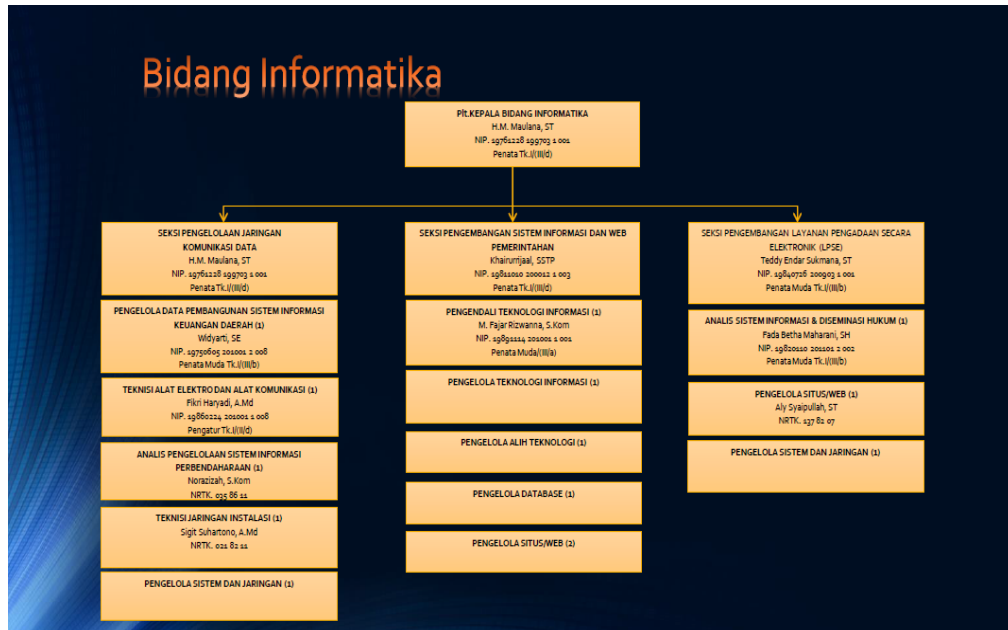 Bidang Informatika
Plt.KEPALA BIDANG INFORMATIKA
H.M. Maulana, ST
NIP. 19761228 199703 1 001
Penata Tk.I/(III/d)
SEKSI PENGELOLAAN JARINGAN
KOMUNIKASI DATA
H.M. Maulana, ST
NIP. 19761228 199703 1 001
Penata Tk.I/(III/d)
PENGELOLA DATA PEMBANGUNAN SISTEM INFORMASI
KEUANGAN DAERAH (1)
Widyarti, SE
NIP. 19750605 201001 2 008
Penata Muda Tk.I/(III/b)
TEKNISI ALAT ELEKTRO DAN ALAT KOMUNIKASI (1)
Fikri Haryadi, A.Md
NIP. 19860224 201001 1 008
Pengatur Tk.I/(II/d)
ANALIS PENGELOLAAN SISTEM INFORMASI
PERBENDAHARAAN (1)
Norazizah, S.Kom
NRTK. 035 86 11
TEKNISI JARINGAN INSTALASI (1)
Sigit Suhartono, A.Md
NRTK. 021 82 11
PENGELOLA SISTEM DAN JARINGAN (1)
SEKSI PENGEMBANGAN SISTEM INFORMASI DAN WEB
PEMERINTAHAN
Khairurrijaal, SSTP
NIP. 19811010 200012 1 003
Penata Tk.I/(III/d)
PENGENDALI TEKNOLOGI INFORMASI (1)
M. Fajar Rizwanna, S.Kom
NIP. 19891114 201001 1 001
Penata Muda/(III/a)
PENGELOLA TEKNOLOGI INFORMASI (1)
PENGELOLA ALIH TEKNOLOGI (1)
PENGELOLA DATABASE (1)
PENGELOLA SITUS/WEB (2)
SEKSI PENGEMBANGAN LAYANAN PENGADAAN SECARA
ELEKTRONIK (LPSE)
Teddy Endar Sukmana, ST
NIP. 19840726 200903 1 001
Penata Muda Tk.I/(III/b)
ANALIS SISTEM INFORMASI & DISEMINASI HUKUM (1)
Fada Betha Maharani, SH
NIP. 19820110 201101 2 002
Penata Muda Tk.I/(III/b)
PENGELOLA SITUS/WEB (1)
Aly Syaipullah, ST
NRTK. 137 82 07
PENGELOLA SISTEM DAN JARINGAN (1)